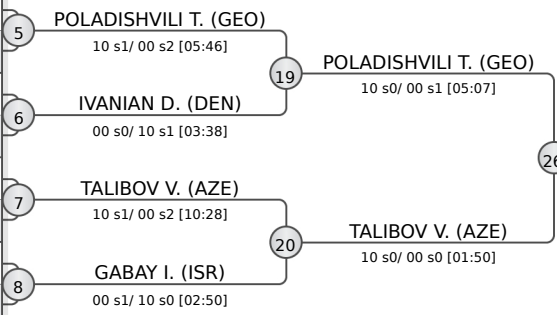 5
POLADISHVILI T. (GEO)
10 s1/ 00 s2 [05:46]
19
POLADISHVILI T. (GEO)
10 s0/ 00 s1 [05:07]
6
IVANIAN D. (DEN)
00 s0/ 10 s1 [03:38]
26
7
TALIBOV V. (AZE)
10 s1/ 00 s2 [10:28]
20
TALIBOV V. (AZE)
10 s0/ 00 s0 [01:50]
8
GABAY I. (ISR)
00 s1/ 10 s0 [02:50]